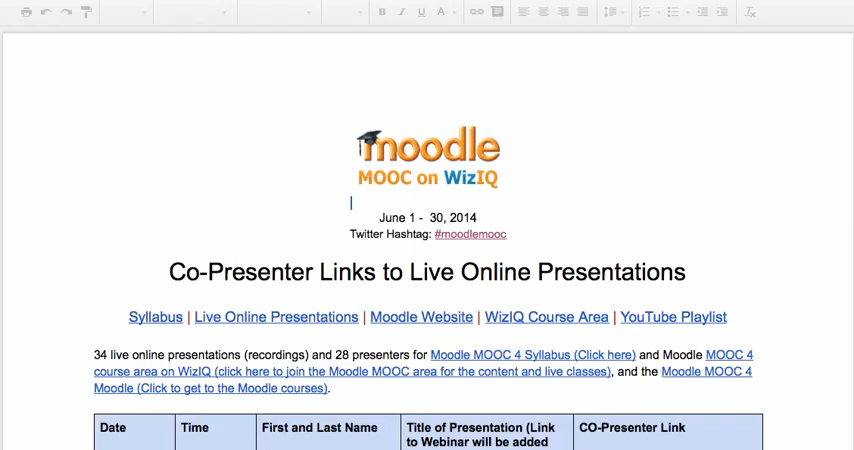 moodle
MOOC on WizIQ
June 1 - 30, 2014
Twitter Hashtag: #moodlemooc
Co-Presenter Links to Live Online Presentations
Syllabus | Live Online Presentations | Moodle Website | WizIQ Course Area | YouTube Playlist
34 live online presentations (recordings) and 28 presenters for Moodle MOOC 4 Syllabus (Click here) and Moodle MOOC 4
course area on WizIQ (click here to join the Moodle MOOC area for the content and live classes), and the Moodle MOOC 4
Moodle (Click to get to the Moodle courses).
Date Time First and Last Name Title of Presentation (Link CO-Presenter Link
to Webinar will be added